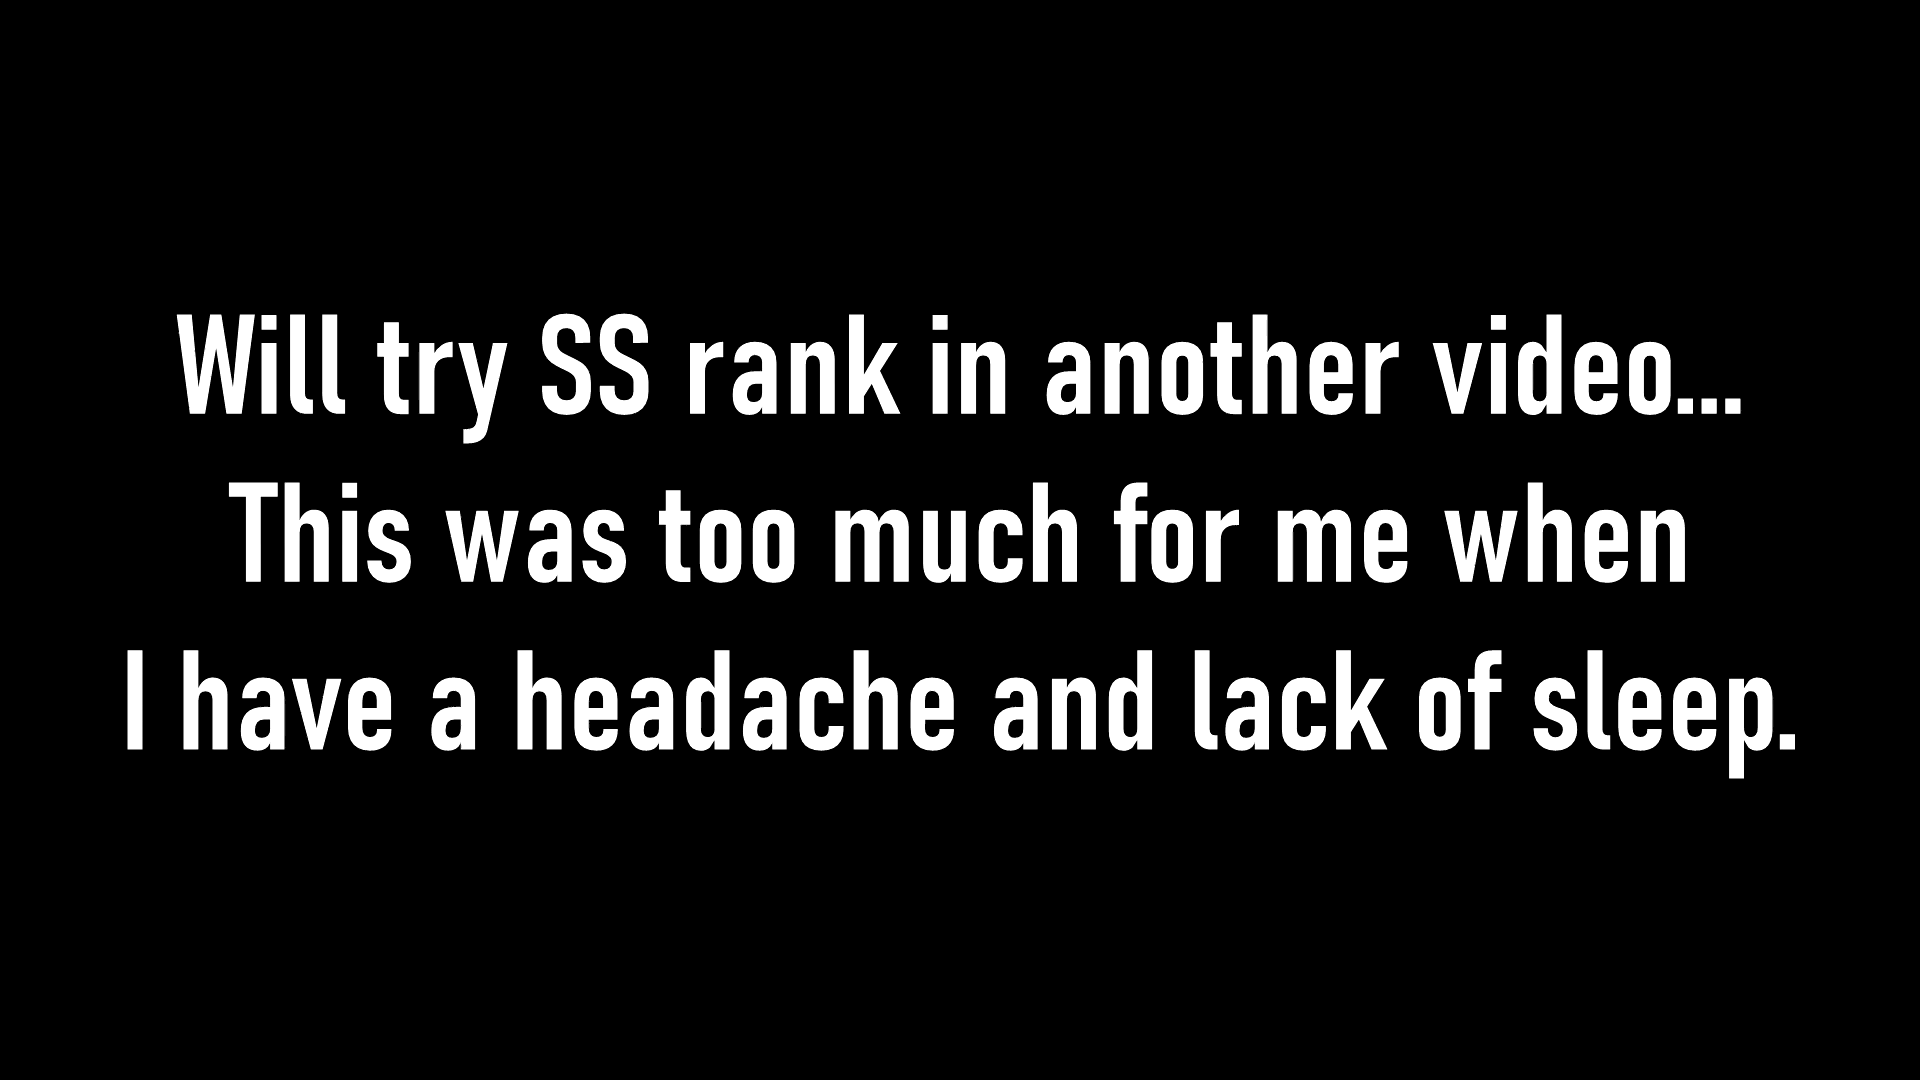 Will try SS rank in another video...
This was too much for me when
I have a headache and lack of sleep.